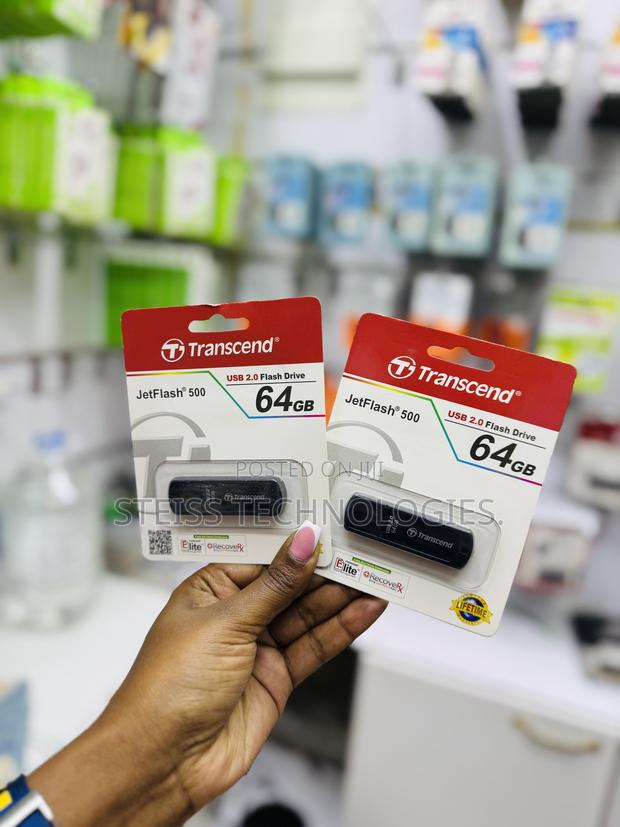 Transcend®
USB 2.0 Flash Drive
JetFlash® 500
64GB
Transcend
Elite
RecoveRx
Transcend®
USB 2.0 Flash Drive
JetFlash® 500
64GB
Transcend
Elite
RecoveRx
LIFETIME
POSTED ON JIJI
STEISS TECHNOLOGIES